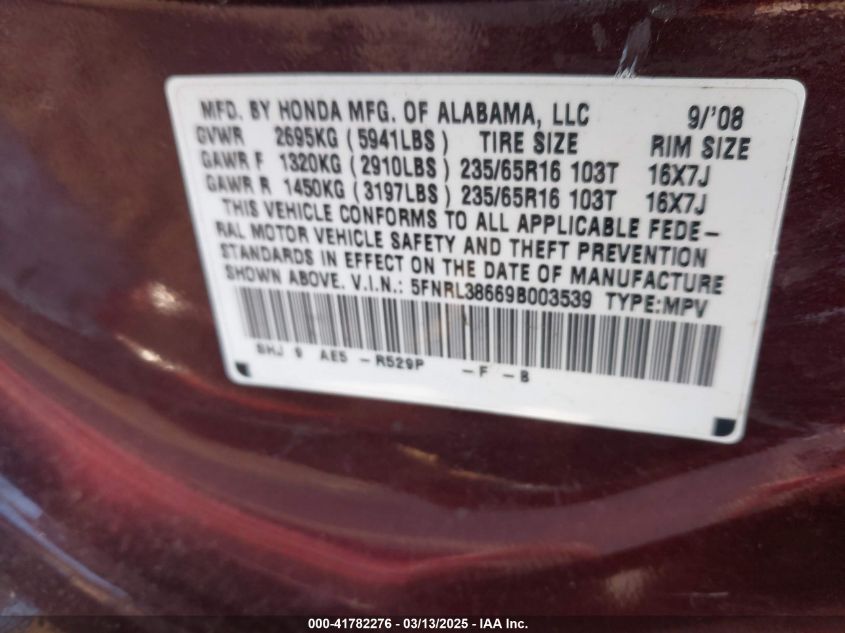 MFD. BY HONDA MFG. OF ALABAMA, LLC 9/'08
GVWR 2695KG (5941LBS) TIRE SIZE RIM SIZE
GAWR F 1320KG (2910LBS) 235/65R16 103T 16X7J
GAWR R 1450KG (3197LBS) 235/65R16 103T 16X7J
THIS VEHICLE CONFORMS TO ALL APPLICABLE FEDE-
RAL MOTOR VEHICLE SAFETY AND THEFT PREVENTION
STANDARDS IN EFFECT ON THE DATE OF MANUFACTURE
SHOWN ABOVE. V.I.N.: 5FNRL38669B003539 TYPE:MPV
SHJ 9 AE5 -R529P -F -B
000-41782276 - 03/13/2025 - IAA Inc.